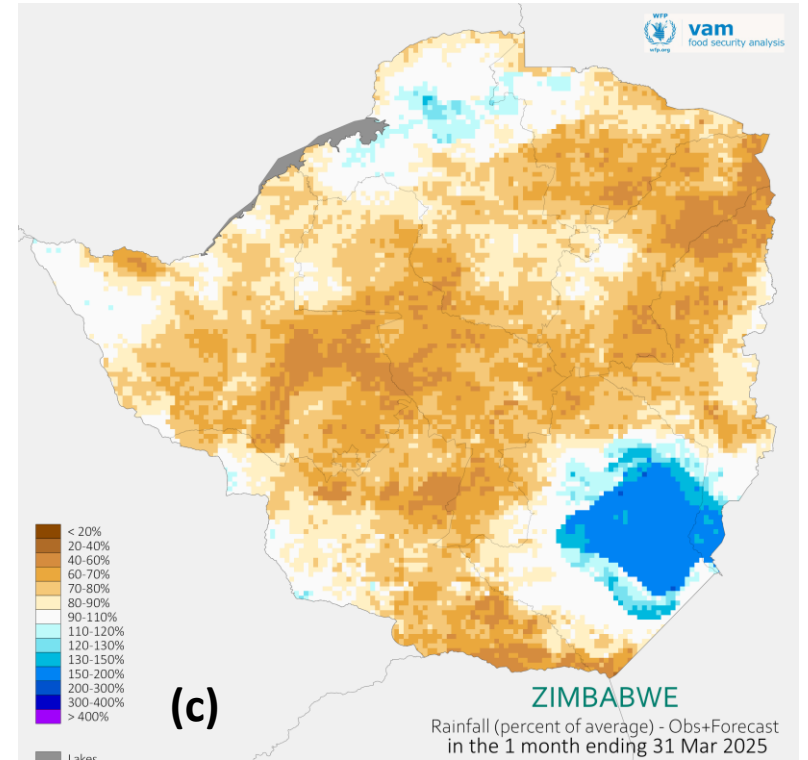 WFP
wfp.org
vam
food security analysis
< 20%
20-40%
40-60%
60-70%
70-80%
80-90%
90-110%
110-120%
120-130%
130-150%
150-200%
200-300%
300-400%
> 400%
Lakes
(c)
ZIMBABWE
Rainfall (percent of average) - Obs+Forecast
in the 1 month ending 31 Mar 2025